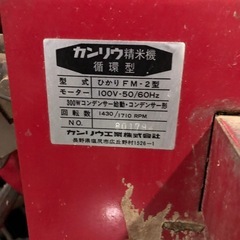 カンリウ精米機
循環型
型式 ひかりFM-2型
モーター 100V-50/60Hz
300Wコンデンサー始動・コンデンサー形
回転数 1430/1710 RPM
NO.
カンリウ工業株式会社
長野県塩尻市広丘野村1526-1